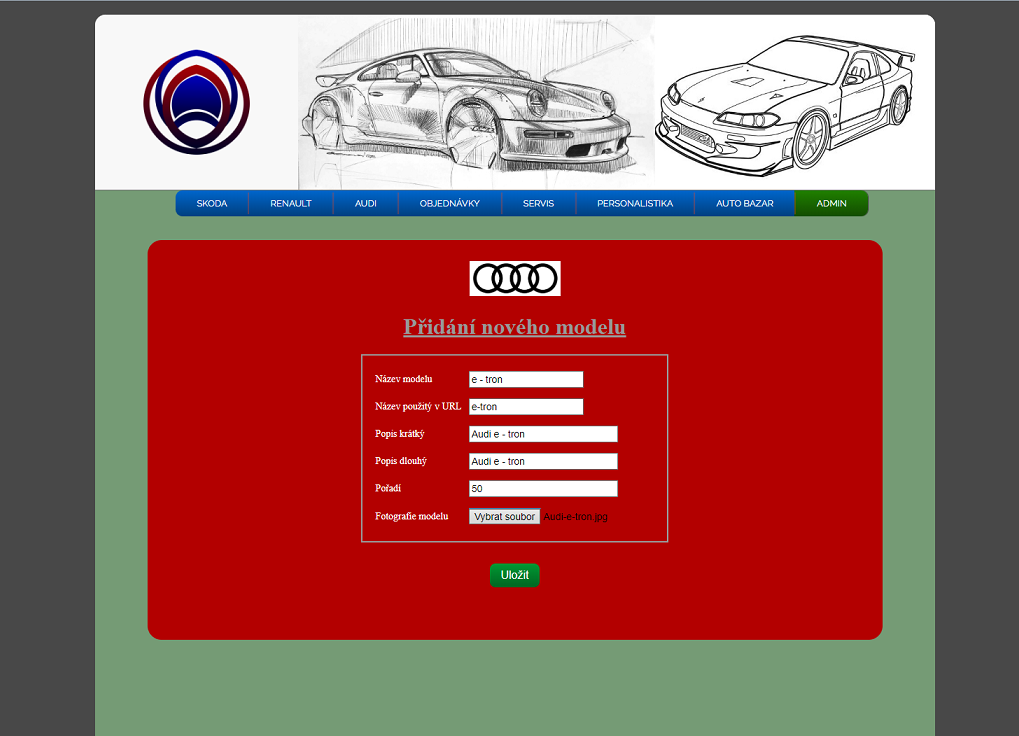 SKODA RENAULT AUDI OBJEDNÁVKY SERVIS PERSONALISTIKA AUTO BAZAR ADMIN
Přidání nového modelu
Název modelu e - tron
Název použitý v URL e-tron
Popis krátký Audi e - tron
Popis dlouhý Audi e - tron
Pořadí 50
Fotografie modelu Vybrat soubor Audi-e-tron.jpg
Uložit